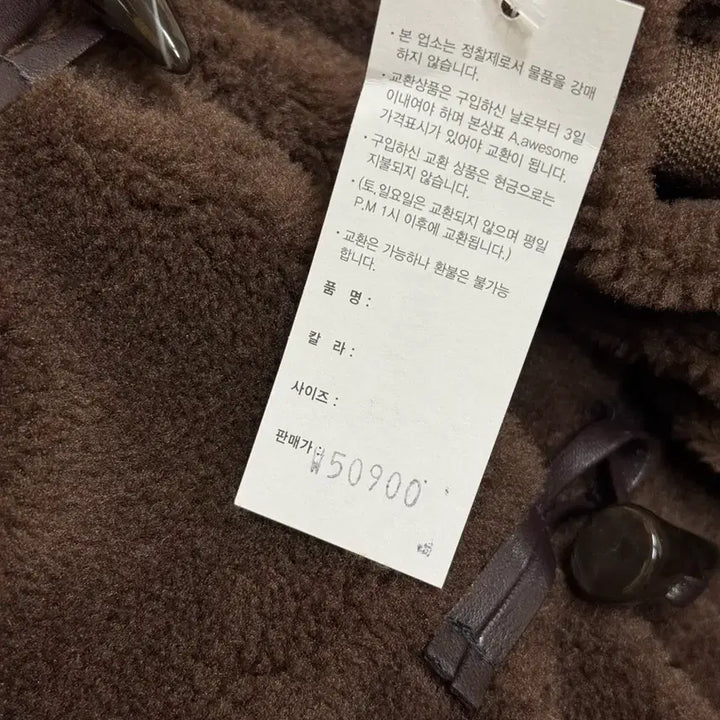 · 본 업소는 정찰제로서 물품을 강매
하지 않습니다.
· 교환상품은 구입하신 날로부터 3일
이내여야 하며 본상표 A.awesome
가격표시가 있어야 교환이 됩니다.
· 구입하신 교환 상품은 현금으로는
지불되지 않습니다.
· (토,일요일은 교환되지 않으며 평일
P.M 1시 이후에 교환됩니다.)
· 교환은 가능하나 환불은 불가능
합니다.
품 명 :
칼 라 :
사이즈 :
판매가 :
₩50900